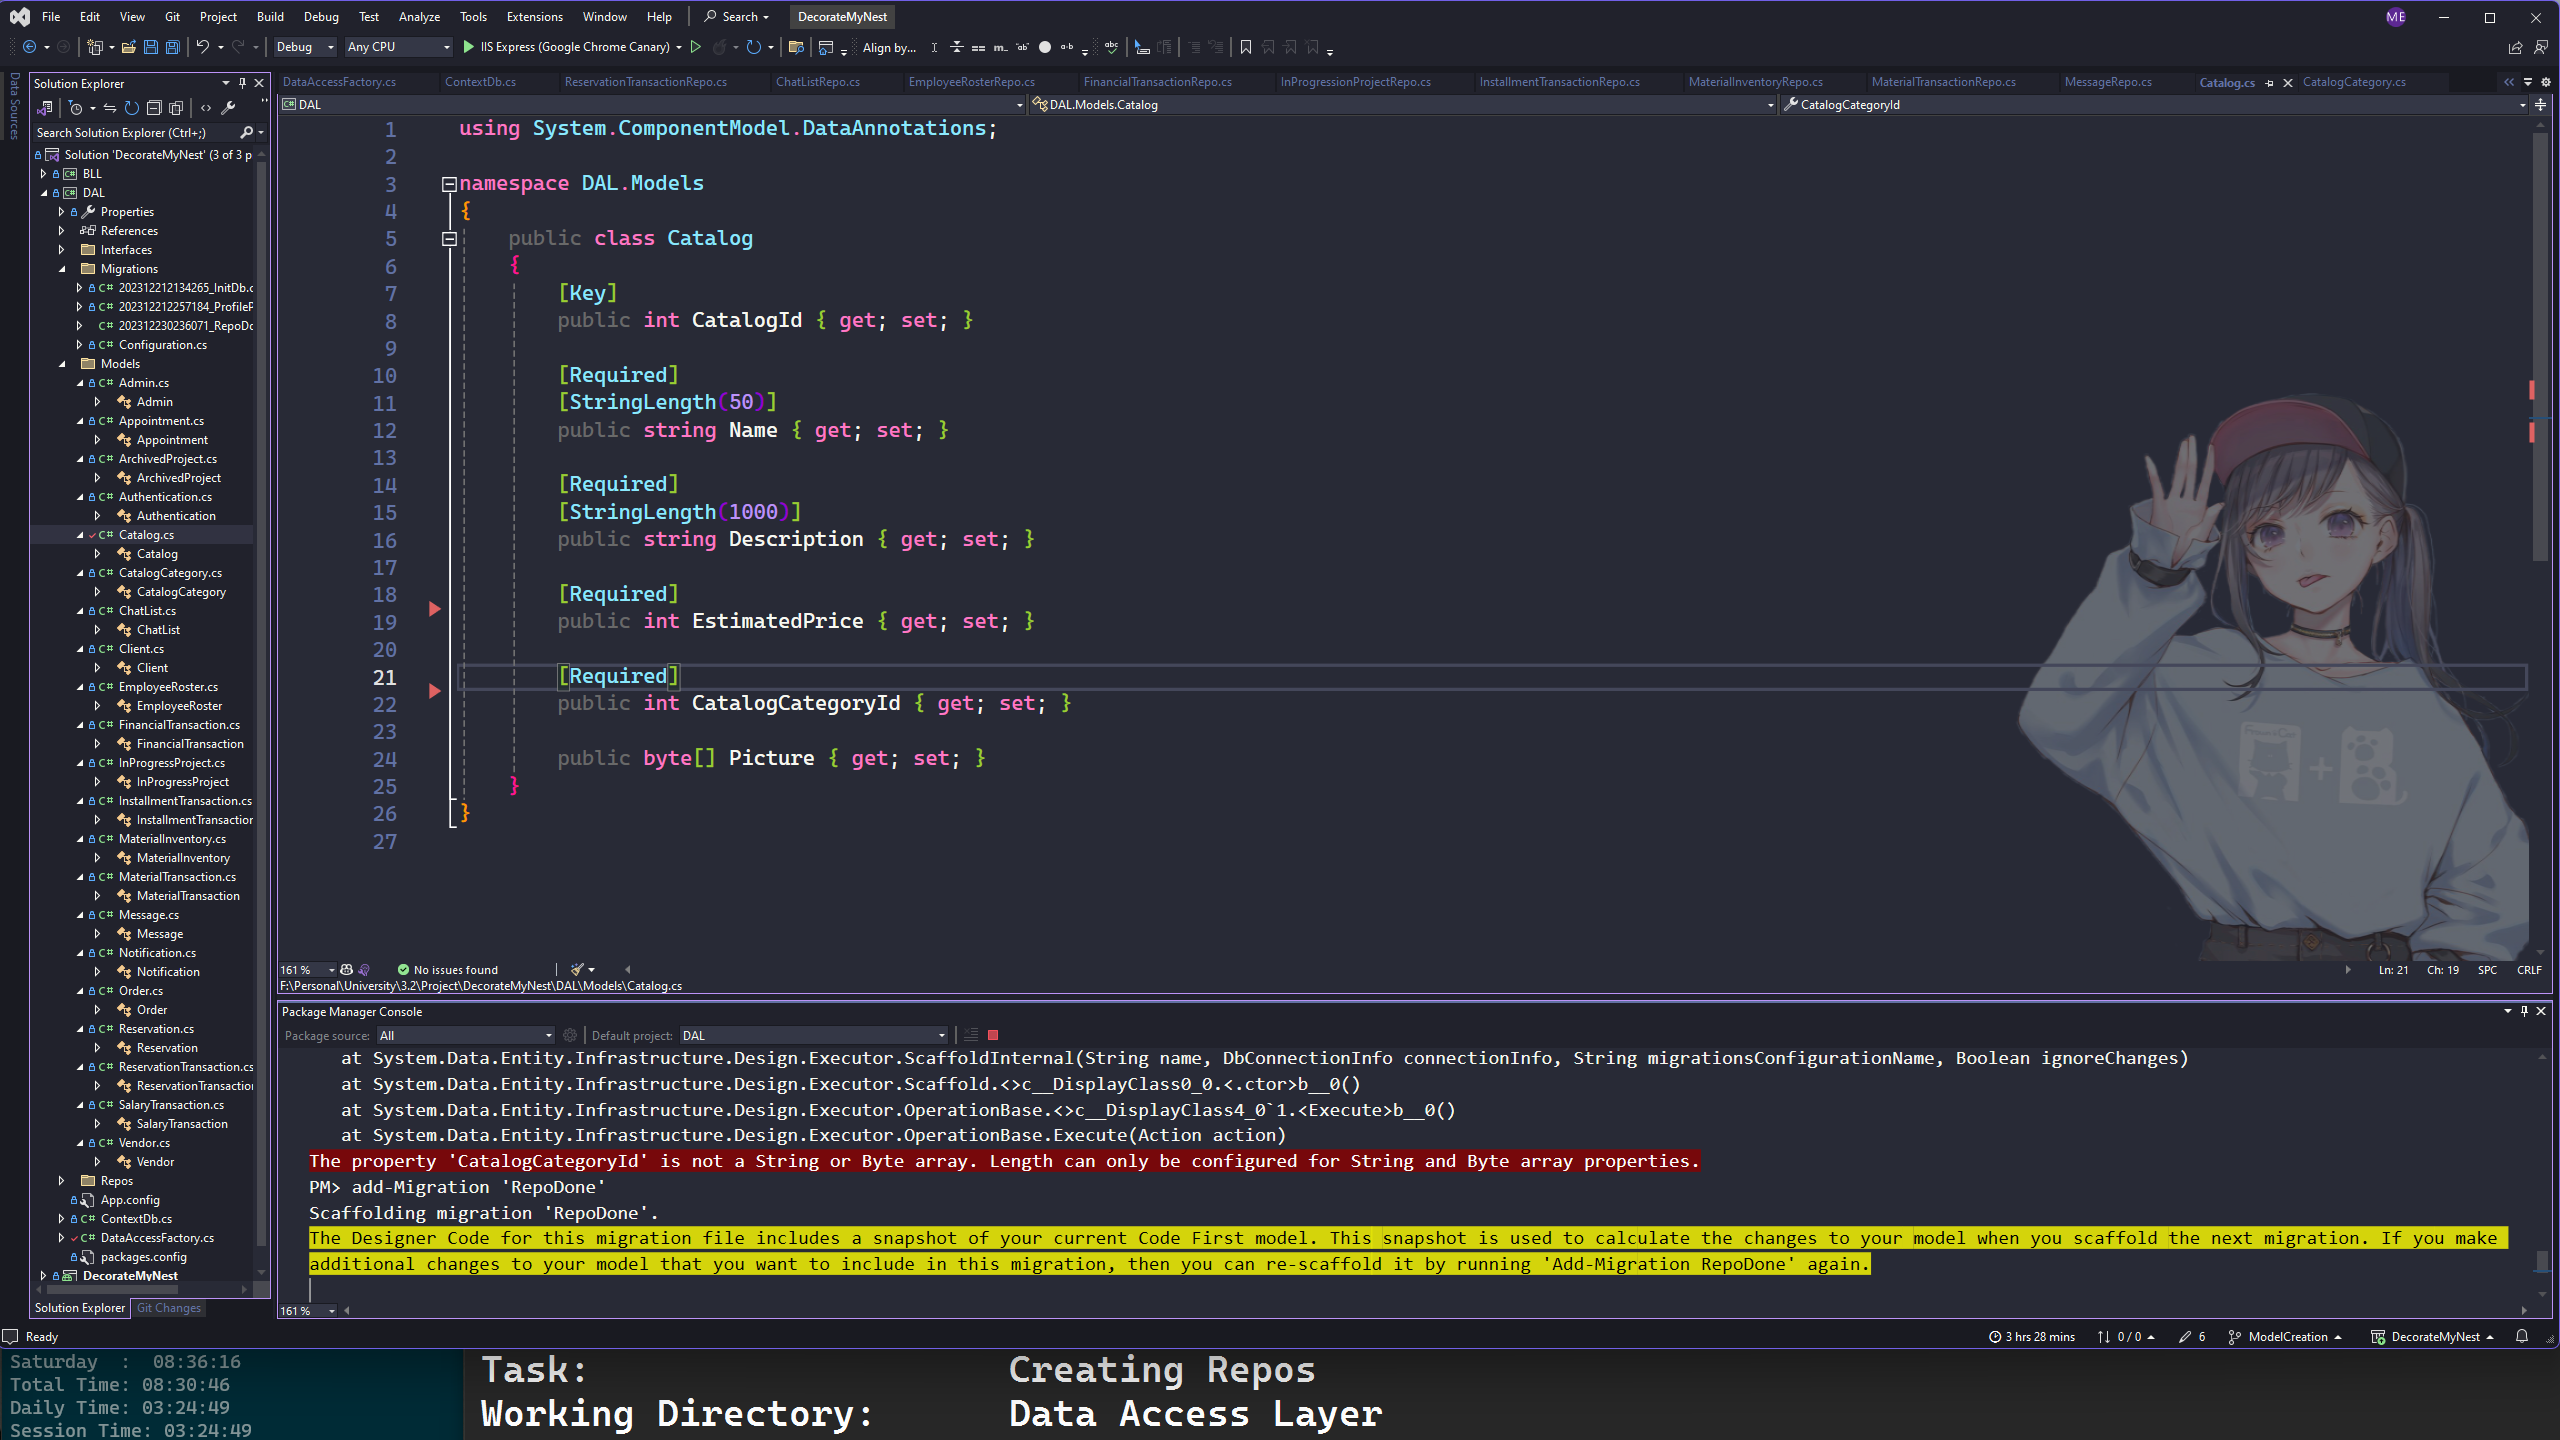 File Edit View Git Project Build Debug Test Analyze Tools Extensions Window Help Search DecorateMyNest ME
Debug Any CPU IIS Express (Google Chrome Canary) Align by...
Data Sources
Solution Explorer
Search Solution Explorer (Ctrl+;)
Solution 'DecorateMyNest' (3 of 3 p
BLL
DAL
Properties
References
Interfaces
Migrations
202312212134265_InitDb.c
202312212257184_ProfileP
202312230236071_RepoDo
Configuration.cs
Models
Admin.cs
Admin
Appointment.cs
Appointment
ArchivedProject.cs
ArchivedProject
Authentication.cs
Authentication
Catalog.cs
Catalog
CatalogCategory.cs
CatalogCategory
ChatList.cs
ChatList
Client.cs
Client
EmployeeRoster.cs
EmployeeRoster
FinancialTransaction.cs
FinancialTransaction
InProgressProject.cs
InProgressProject
InstallmentTransaction.cs
InstallmentTransaction
MaterialInventory.cs
MaterialInventory
MaterialTransaction.cs
MaterialTransaction
Message.cs
Message
Notification.cs
Notification
Order.cs
Order
Reservation.cs
Reservation
ReservationTransaction.cs
ReservationTransaction
SalaryTransaction.cs
SalaryTransaction
Vendor.cs
Vendor
Repos
App.config
ContextDb.cs
DataAccessFactory.cs
packages.config
DecorateMyNest
Solution Explorer Git Changes
DataAccessFactory.cs ContextDb.cs ReservationTransactionRepo.cs ChatListRepo.cs EmployeeRosterRepo.cs FinancialTransactionRepo.cs InProgressionProjectRepo.cs InstallmentTransactionRepo.cs MaterialInventoryRepo.cs MaterialTransactionRepo.cs MessageRepo.cs Catalog.cs CatalogCategory.cs
DAL DAL.Models.Catalog CatalogCategoryId
1 using System.ComponentModel.DataAnnotations;
2
3 namespace DAL.Models
4 {
5 public class Catalog
6 {
7 [Key]
8 public int CatalogId { get; set; }
9
10 [Required]
11 [StringLength(50)]
12 public string Name { get; set; }
13
14 [Required]
15 [StringLength(1000)]
16 public string Description { get; set; }
17
18 [Required]
19 public int EstimatedPrice { get; set; }
20
21 [Required]
22 public int CatalogCategoryId { get; set; }
23
24 public byte[] Picture { get; set; }
25 }
26 }
27
161 % No issues found Ln: 21 Ch: 19 SPC CRLF
F:\Personal\University\3.2\Project\DecorateMyNest\DAL\Models\Catalog.cs
Package Manager Console
Package source: All Default project: DAL
at System.Data.Entity.Infrastructure.Design.Executor.ScaffoldInternal(String name, DbConnectionInfo connectionInfo, String migrationsConfigurationName, Boolean ignoreChanges)
at System.Data.Entity.Infrastructure.Design.Executor.Scaffold.<>c__DisplayClass0_0.<.ctor>b__0()
at System.Data.Entity.Infrastructure.Design.Executor.OperationBase.<>c__DisplayClass4_0`1.<Execute>b__0()
at System.Data.Entity.Infrastructure.Design.Executor.OperationBase.Execute(Action action)
The property 'CatalogCategoryId' is not a String or Byte array. Length can only be configured for String and Byte array properties.
PM> add-Migration 'RepoDone'
Scaffolding migration 'RepoDone'.
The Designer Code for this migration file includes a snapshot of your current Code First model. This snapshot is used to calculate the changes to your model when you scaffold the next migration. If you make
additional changes to your model that you want to include in this migration, then you can re-scaffold it by running 'Add-Migration RepoDone' again.
161 %
Ready 3 hrs 28 mins 0 / 0 6 ModelCreation DecorateMyNest
Saturday : 08:36:16
Total Time: 08:30:46
Daily Time: 03:24:49
Session Time: 03:24:49
Task: Creating Repos
Working Directory: Data Access Layer